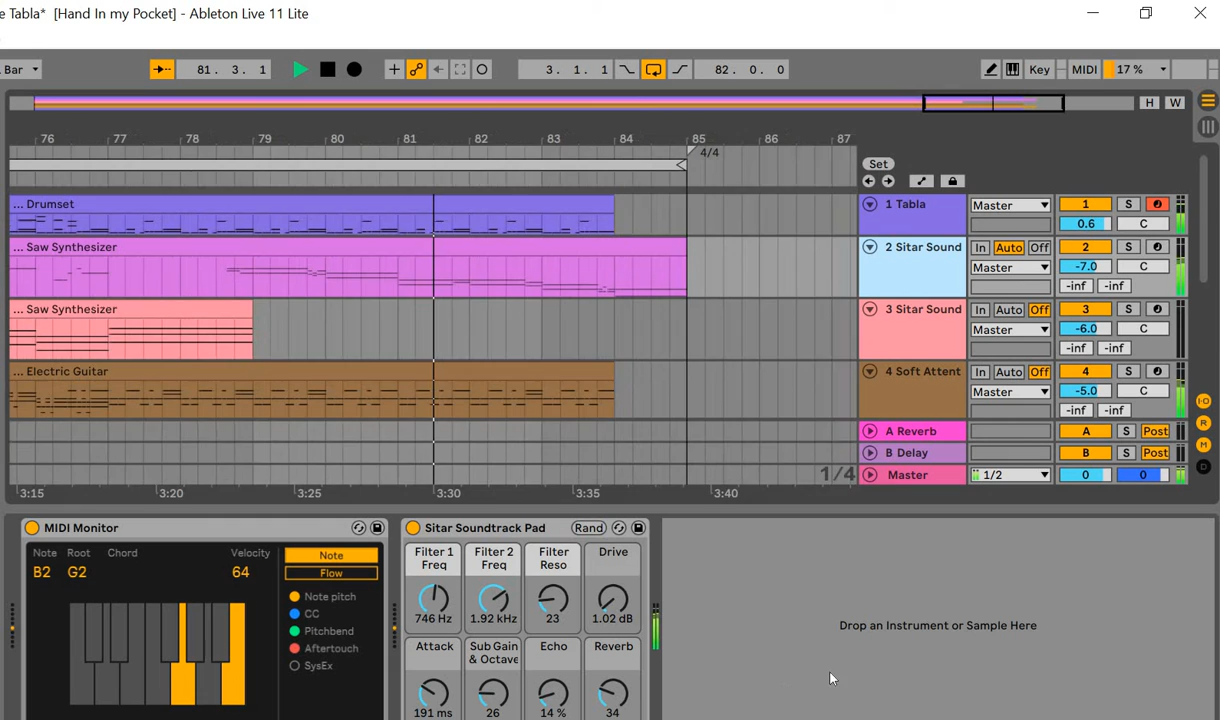 e Tabla* [Hand In my Pocket] - Ableton Live 11 Lite
Bar 81. 3. 1 3. 1. 1 82. 0. 0 Key MIDI 17 %
H W
76 77 78 79 80 81 82 83 84 85 86 87
4/4
Set
... Drumset 1 Tabla Master 1 S
0.6 C
... Saw Synthesizer 2 Sitar Sound In Auto Off 2 S
Master -7.0 C
-inf -inf
... Saw Synthesizer 3 Sitar Sound In Auto Off 3 S
Master -6.0 C
-inf -inf
... Electric Guitar 4 Soft Attent In Auto Off 4 S
Master -5.0 C
-inf -inf
A Reverb A S Post
B Delay B S Post
1/4 Master 1/2 0 0
3:15 3:20 3:25 3:30 3:35 3:40
I·O
R
M
D
MIDI Monitor
Note Root Chord Velocity
B2 G2 64
Note
Flow
Note pitch
CC
Pitchbend
Aftertouch
SysEx
Sitar Soundtrack Pad Rand
Filter 1 Freq
Filter 2 Freq
Filter Reso
Drive
746 Hz 1.92 kHz 23 1.02 dB
Attack
Sub Gain & Octave
Echo
Reverb
191 ms 26 14 % 34
Drop an Instrument or Sample Here